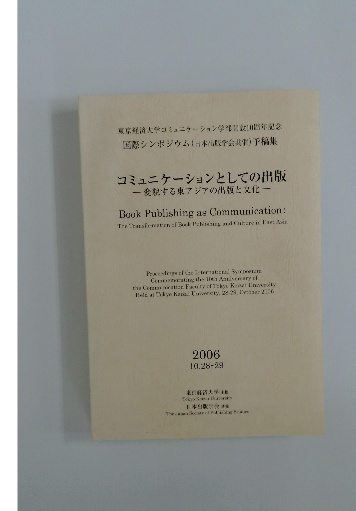 東京経済大学コミュニケーション学部創設10周年記念
国際シンポジウム(日本出版学会共催)予稿集
コミュニケーションとしての出版
― 変貌する東アジアの出版と文化 ―
Book Publishing as Communication:
The Transformation of Book Publishing and Culture in East Asia
Proceedings of the International Symposium
Commemorating the 10th Anniversary of
the Communication Faculty of Tokyo Keizai University
Held at Tokyo Keizai University, 28-29, October 2006
2006
10.28-29
東京経済大学 主催
Tokyo Keizai University
日本出版学会 共催
The Japan Society of Publishing Studies